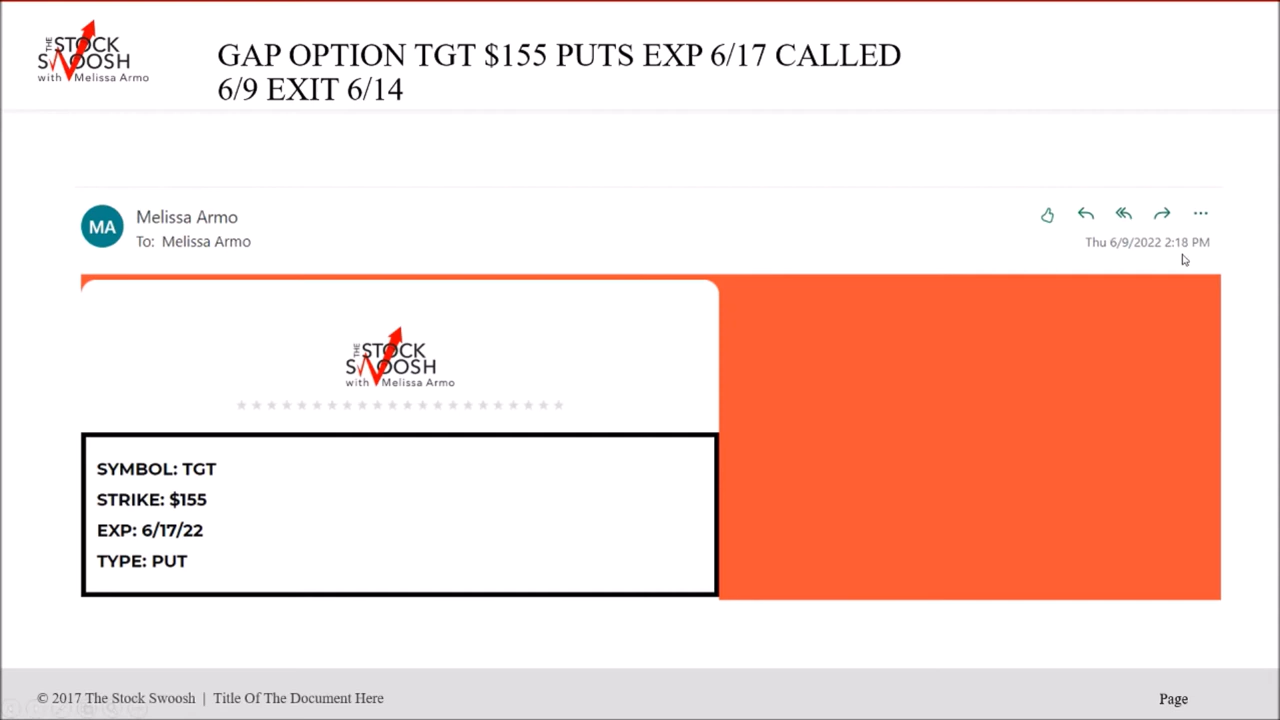 THE
STOCK
SWOOSH
with Melissa Armo
GAP OPTION TGT $155 PUTS EXP 6/17 CALLED
6/9 EXIT 6/14
MA
Melissa Armo
To: Melissa Armo
Thu 6/9/2022 2:18 PM
THE
STOCK
SWOOSH
with Melissa Armo
SYMBOL: TGT
STRIKE: $155
EXP: 6/17/22
TYPE: PUT
© 2017 The Stock Swoosh | Title Of The Document Here
Page